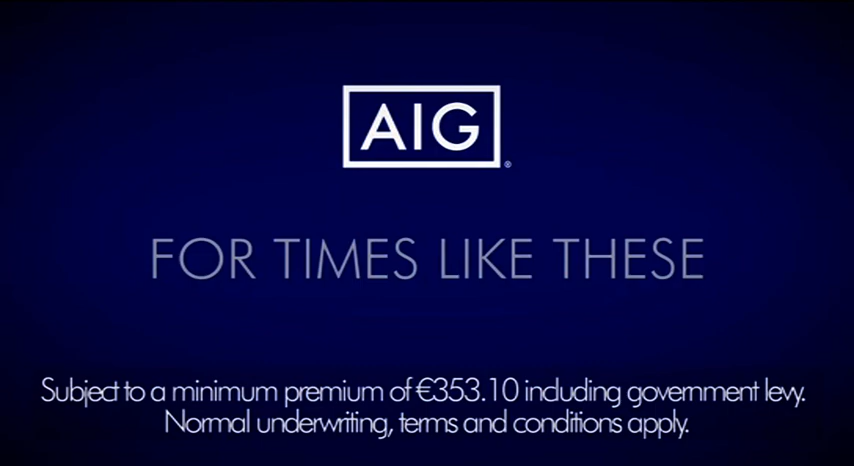 AIG®
FOR TIMES LIKE THESE
Subject to a minimum premium of €353.10 including government levy.
Normal underwriting, terms and conditions apply.